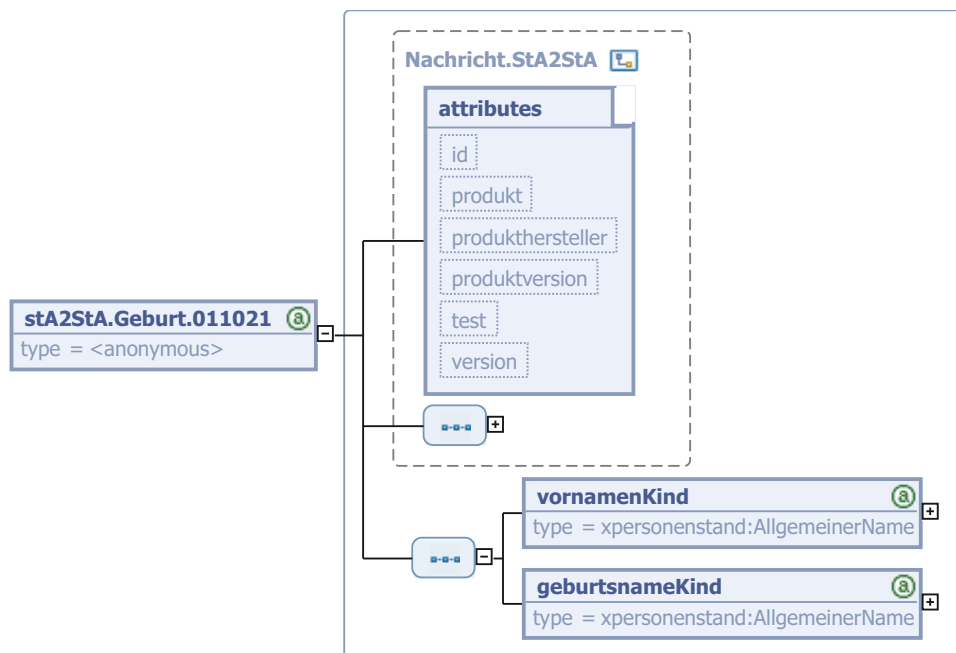 Nachricht.StA2StA
attributes
id
produkt
produkthersteller
produktversion
test
version
stA2StA.Geburt.011021 a
type = <anonymous>
vornamenKind a
type = xpersonenstand:AllgemeinerName
geburtsnameKind a
type = xpersonenstand:AllgemeinerName